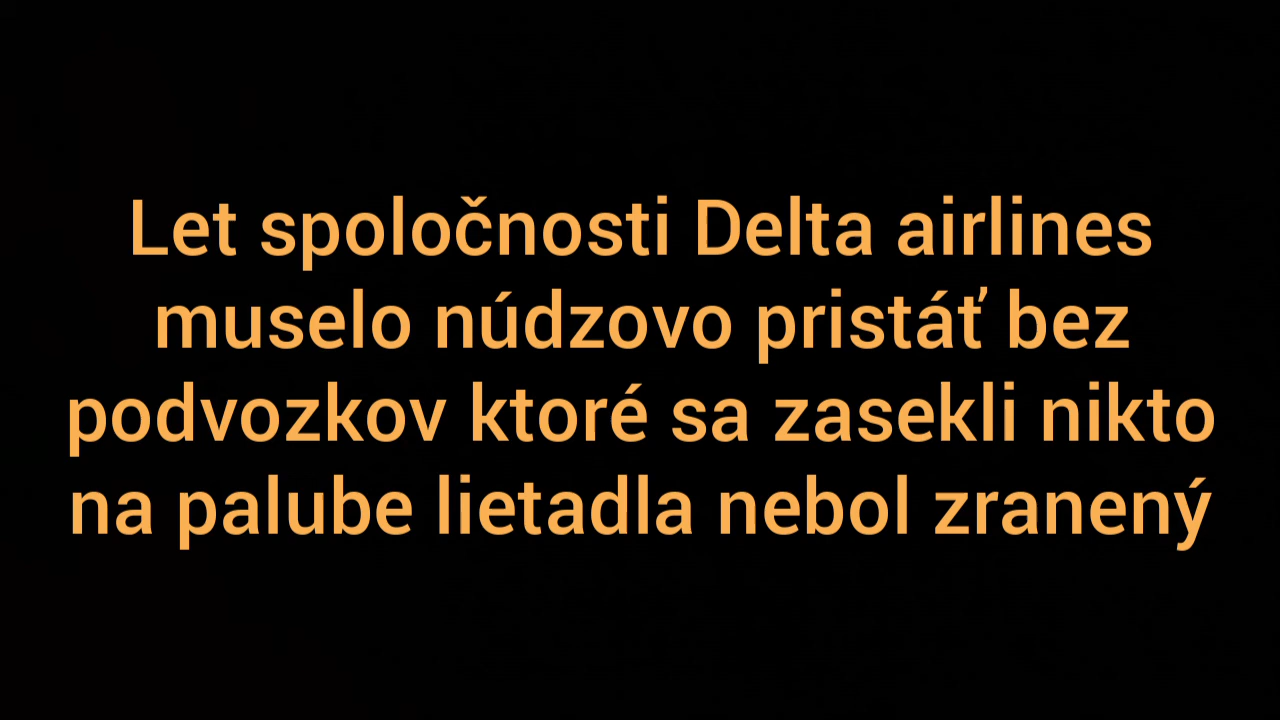 Let spoločnosti Delta airlines
muselo núdzovo pristáť bez
podvozkov ktoré sa zasekli nikto
na palube lietadla nebol zranený